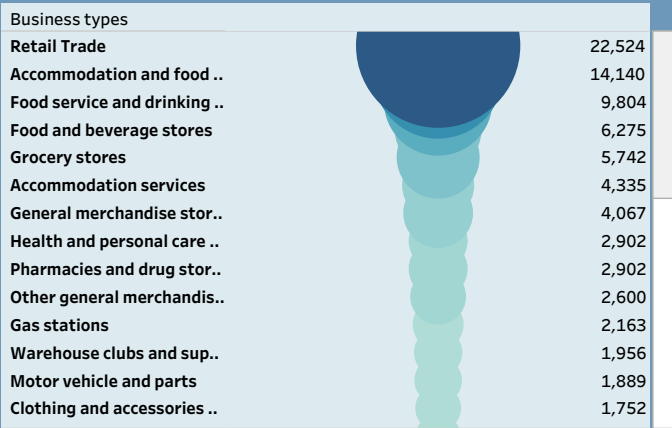 Business types
Retail Trade 22,524
Accommodation and food .. 14,140
Food service and drinking .. 9,804
Food and beverage stores 6,275
Grocery stores 5,742
Accommodation services 4,335
General merchandise stor.. 4,067
Health and personal care .. 2,902
Pharmacies and drug stor.. 2,902
Other general merchandis.. 2,600
Gas stations 2,163
Warehouse clubs and sup.. 1,956
Motor vehicle and parts 1,889
Clothing and accessories .. 1,752